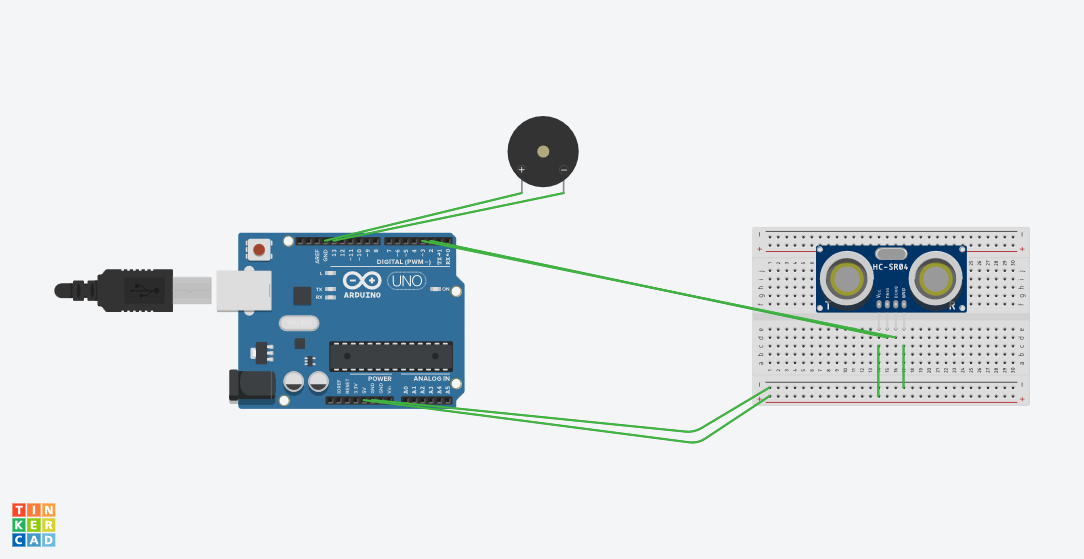 +
−
AREF
GND
13
12
~11
~10
~9
8
7
~6
~5
4
~3
2
TX→1
RX←0
DIGITAL (PWM~)
L
TX
RX
ARDUINO
UNO
ON
POWER
ANALOG IN
IOREF
RESET
3.3V
5V
GND
GND
Vin
A0
A1
A2
A3
A4
A5
HC-SR04
VCC
TRIG
ECHO
GND
T
R
TIN
KER
CAD